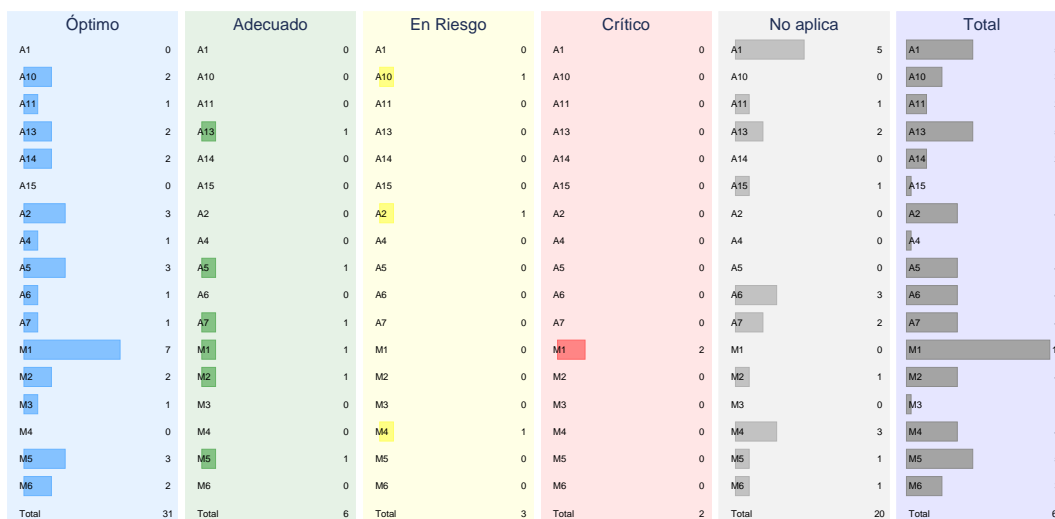 Óptimo Adecuado En Riesgo Crítico No aplica Total
A1 0 A1 0 A1 0 A1 0 A1 5 A1
A10 2 A10 0 A10 1 A10 0 A10 0 A10
A11 1 A11 0 A11 0 A11 0 A11 1 A11
A13 2 A13 1 A13 0 A13 0 A13 2 A13
A14 2 A14 0 A14 0 A14 0 A14 0 A14
A15 0 A15 0 A15 0 A15 0 A15 1 A15
A2 3 A2 0 A2 1 A2 0 A2 0 A2
A4 1 A4 0 A4 0 A4 0 A4 0 A4
A5 3 A5 1 A5 0 A5 0 A5 0 A5
A6 1 A6 0 A6 0 A6 0 A6 3 A6
A7 1 A7 1 A7 0 A7 0 A7 2 A7
M1 7 M1 1 M1 0 M1 2 M1 0 M1
M2 2 M2 1 M2 0 M2 0 M2 1 M2
M3 1 M3 0 M3 0 M3 0 M3 0 M3
M4 0 M4 0 M4 1 M4 0 M4 3 M4
M5 3 M5 1 M5 0 M5 0 M5 1 M5
M6 2 M6 0 M6 0 M6 0 M6 1 M6
Total 31 Total 6 Total 3 Total 2 Total 20 Total